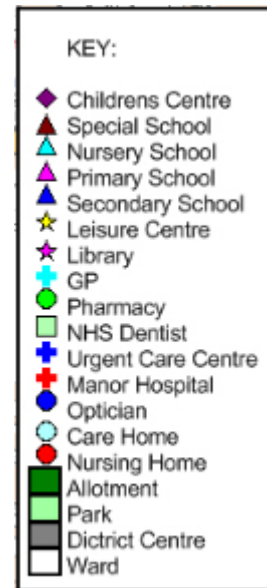 KEY:
Childrens Centre
Special School
Nursery School
Primary School
Secondary School
Leisure Centre
Library
GP
Pharmacy
NHS Dentist
Urgent Care Centre
Manor Hospital
Optician
Care Home
Nursing Home
Allotment
Park
Dictrict Centre
Ward